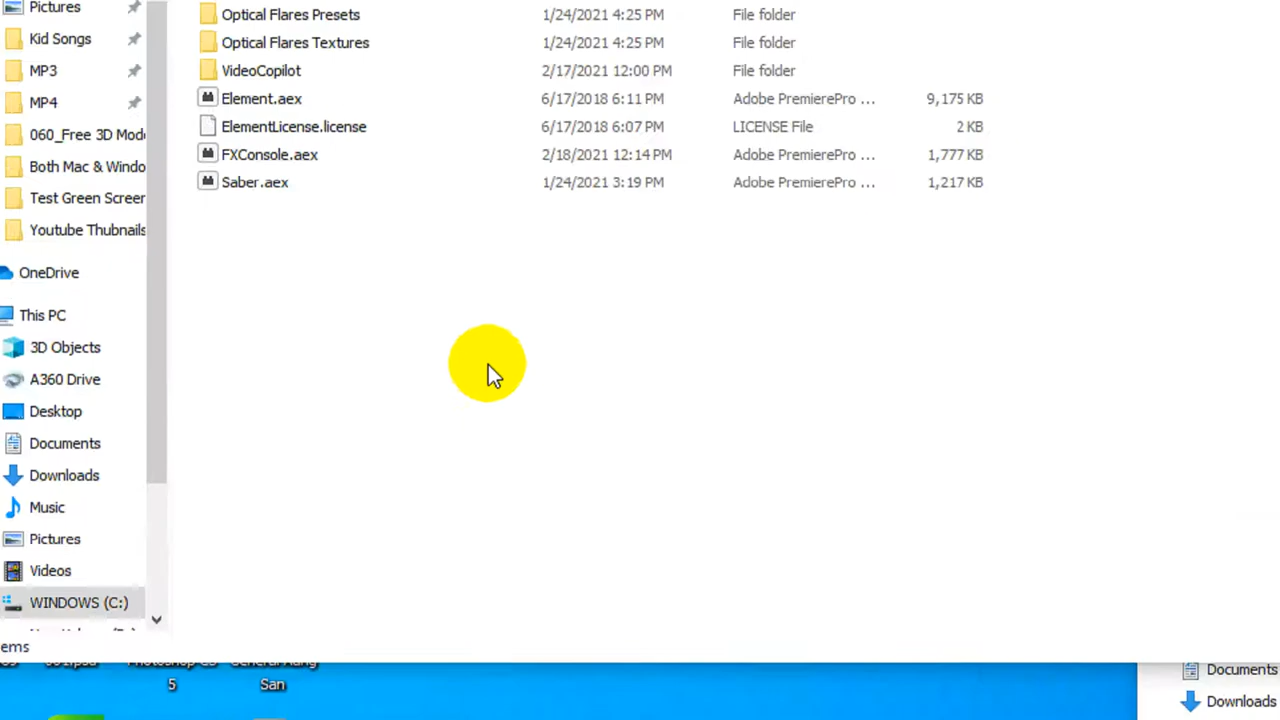 Pictures
Kid Songs
MP3
MP4
060_Free 3D Mode
Both Mac & Windo
Test Green Screen
Youtube Thubnails
OneDrive
This PC
3D Objects
A360 Drive
Desktop
Documents
Downloads
Music
Pictures
Videos
WINDOWS (C:)
ems
Optical Flares Presets 1/24/2021 4:25 PM File folder
Optical Flares Textures 1/24/2021 4:25 PM File folder
VideoCopilot 2/17/2021 12:00 PM File folder
Element.aex 6/17/2018 6:11 PM Adobe PremierePro ... 9,175 KB
ElementLicense.license 6/17/2018 6:07 PM LICENSE File 2 KB
FXConsole.aex 2/18/2021 12:14 PM Adobe PremierePro ... 1,777 KB
Saber.aex 1/24/2021 3:19 PM Adobe PremierePro ... 1,217 KB
5
San
Documents
Downloads